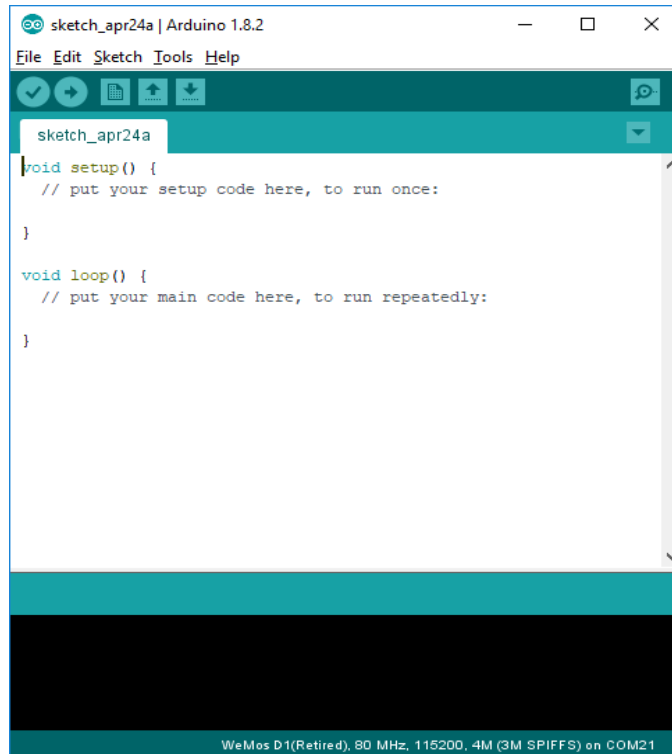 sketch_apr24a | Arduino 1.8.2
File Edit Sketch Tools Help
sketch_apr24a
void setup() {
  // put your setup code here, to run once:
}
void loop() {
  // put your main code here, to run repeatedly:
}
WeMos D1(Retired), 80 MHz, 115200, 4M (3M SPIFFS) on COM21